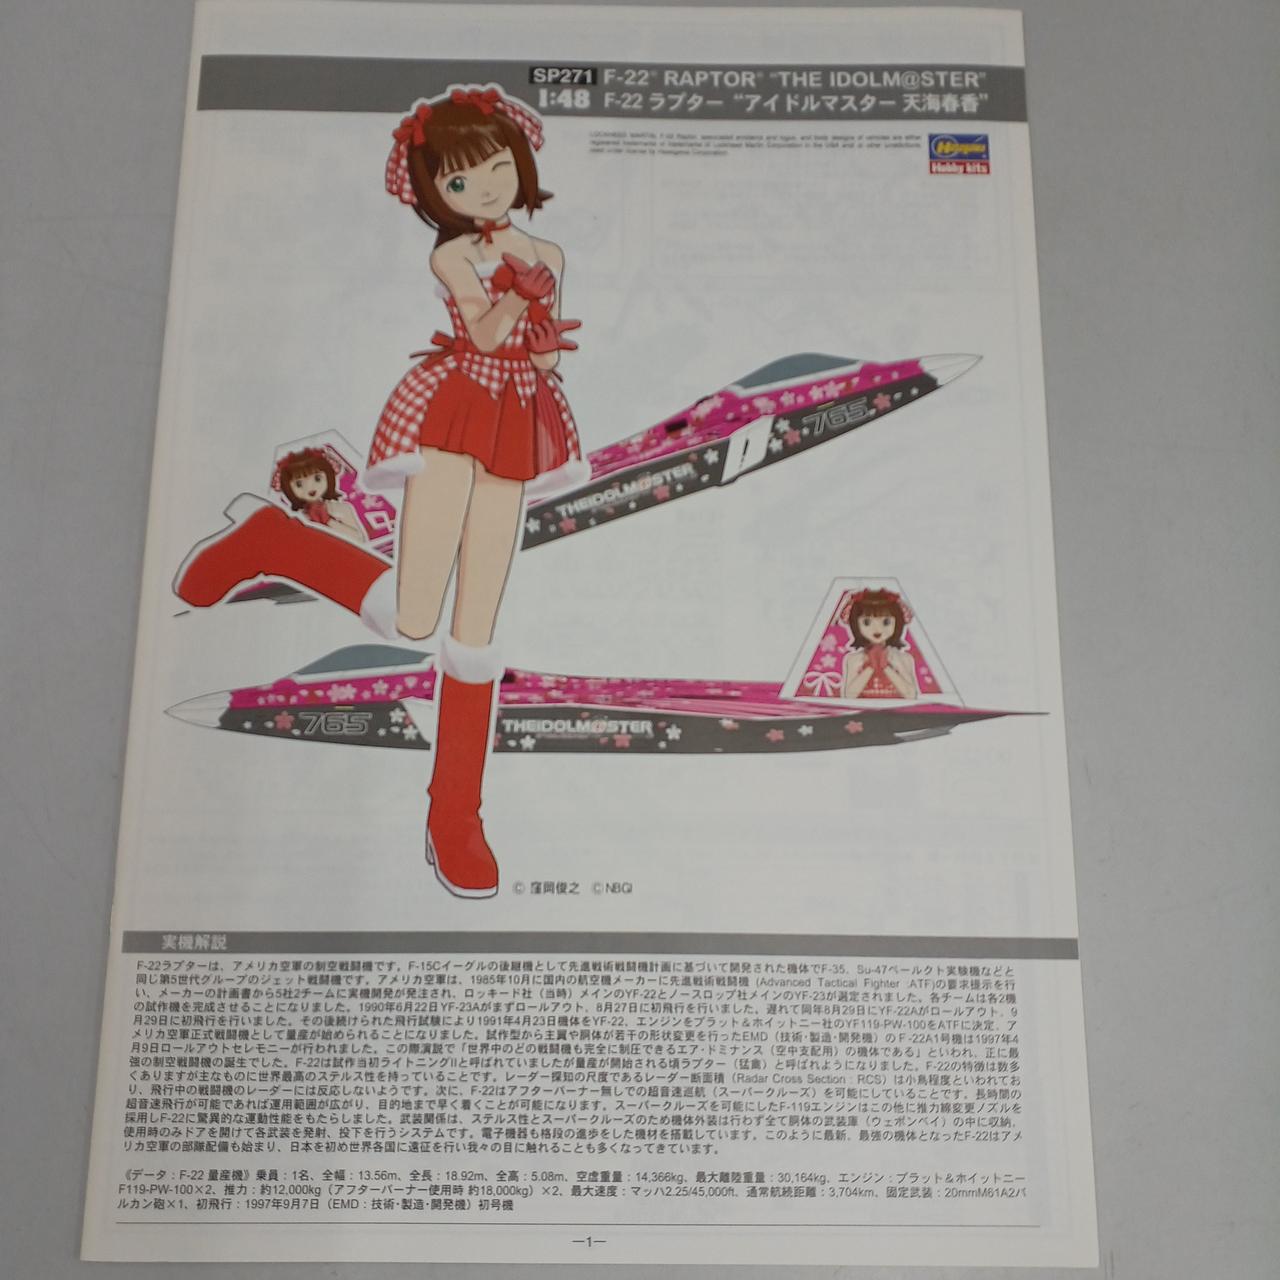 SP271 F-22® RAPTOR® "THE IDOLM@STER"
1:48 F-22 ラプター "アイドルマスター 天海春香"
LOCKHEED MARTIN, F-22 Raptor, associated emblems and logos, and body designs of vehicles are either
registered trademarks or trademarks of Lockheed Martin Corporation in the USA and/or other jurisdictions,
used under license by Hasegawa Corporation.
Hasegawa
Hobby kits
765
THEIDOLM@STER
765
THEIDOLM@STER
© 窪岡俊之 ©NBGI
実機解説
F-22ラプターは、アメリカ空軍の制空戦闘機です。F-15Cイーグルの後継機として先進戦術戦闘機計画に基づいて開発された機体でF-35、Su-47ベールクト実験機などと
同じ第5世代グループのジェット戦闘機です。アメリカ空軍は、1985年10月に国内の航空機メーカーに先進戦術戦闘機 (Advanced Tactical Fighter :ATF)の要求提示を行
い、メーカーの計画書から5社2チームに実機開発が発注され、ロッキード社（当時）メインのYF-22とノースロップ社メインのYF-23が選定されました。各チームは各2機
の試作機を完成させることになりました。1990年6月22日YF-23Aがまずロールアウト、8月27日に初飛行を行いました。遅れて同年8月29日にYF-22Aがロールアウト、9
月29日に初飛行を行いました。その後続けられた飛行試験により1991年4月23日機体をYF-22、エンジンをプラット&ホイットニー社のYF119-PW-100をATFに決定、ア
メリカ空軍正式戦闘機として量産が始められることになりました。試作型から主翼や胴体が若干の形状変更を行ったEMD（技術･製造･開発機）の F-22A1号機は1997年4
月9日ロールアウトセレモニーが行われました。この際演説で「世界中のどの戦闘機も完全に制圧できるエア･ドミナンス（空中支配用）の機体である」といわれ、正に最
強の制空戦闘機の誕生でした。F-22は試作当初ライトニングIIと呼ばれていましたが量産が開始される頃ラプター（猛禽）と呼ばれようになりました。F-22の特徴は数多
くありますが主なものに世界最高のステルス性を持っていることです。レーダー探知の尺度であるレーダー断面積（Radar Cross Section : RCS）は小鳥程度といわれてお
り、飛行中の戦闘機のレーダーには反応しないようです。次に、F-22はアフターバーナー無しでの超音速巡航（スーパークルーズ）を可能にしていることです。長時間の
超音速飛行が可能であれば運用範囲が広がり、目的地まで早く着くことが可能になります。スーパークルーズを可能にしたF-119エンジンはこの他に推力線変更ノズルを
採用しF-22に驚異的な運動性能をもたらしました。武装関係は、ステルス性とスーパークルーズのため機体外装は行わず全て胴体の武装庫（ウェポンベイ）の中に収納、
使用時のみドアを開けて各武装を発射、投下を行うシステムです。電子機器も格段の進歩をした機材を搭載しています。このように最新、最強の機体となったF-22はアメ
リカ空軍の部隊配備も始まり、日本を初め世界各国に遠征を行い我々の目に触れることも多くなってきています。
《データ : F-22 量産機》乗員 : 1名、全幅 : 13.56m、全長 : 18.92m、全高 : 5.08m、空虚重量 : 14,366kg、最大離陸重量 : 30,164kg、エンジン : プラット&ホイットニー
F119-PW-100×2、推力 : 約12,000kg（アフターバーナー使用時 約18,000kg）×2、最大速度 : マッハ2.25/45,000ft、通常航続距離 : 3,704km、固定武装 : 20mmM61A2バ
ルカン砲×1、初飛行 : 1997年9月7日（EMD : 技術･製造･開発機）初号機
—1—